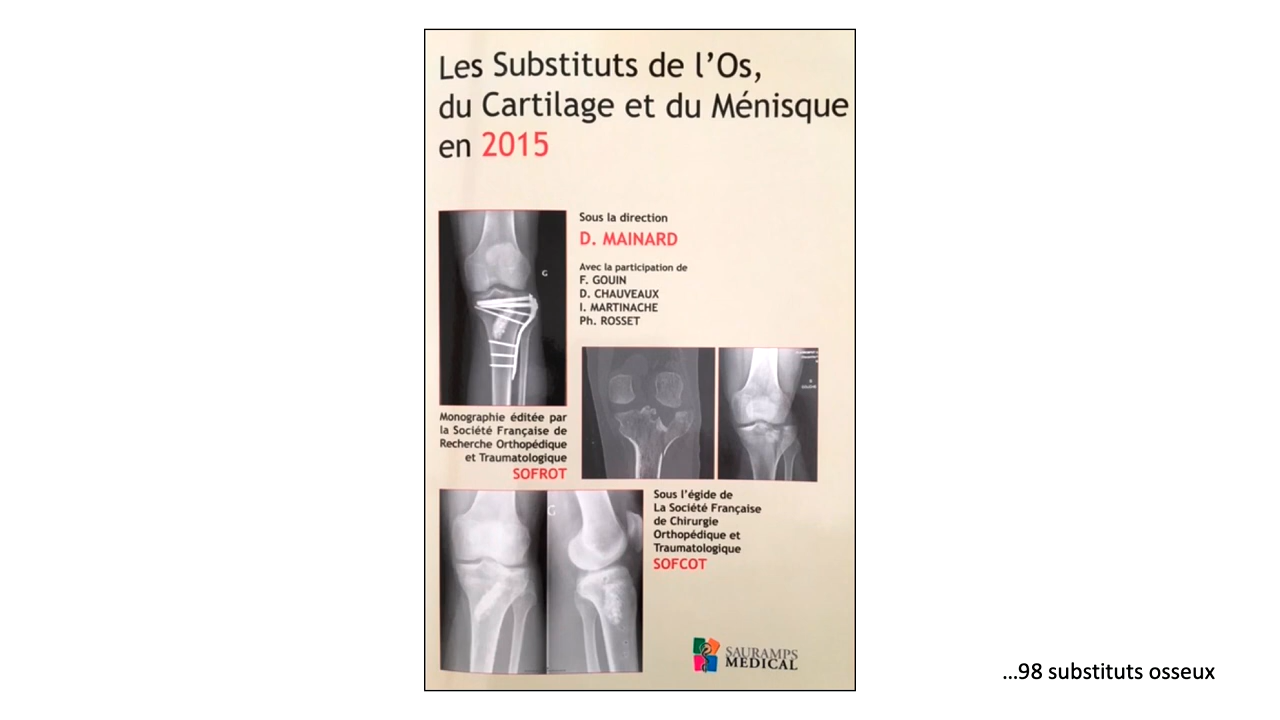 Les Substituts de l’Os,
du Cartilage et du Ménisque
en 2015
Sous la direction
D. MAINARD
Avec la participation de
F. GOUIN
D. CHAUVEAUX
I. MARTINACHE
Ph. ROSSET
G
Monographie éditée par
la Société Française de
Recherche Orthopédique
et Traumatologique
SOFROT
G
Sous l’égide de
La Société Française
de Chirurgie
Orthopédique et
Traumatologique
SOFCOT
SAURAMPS
MEDICAL
...98 substituts osseux